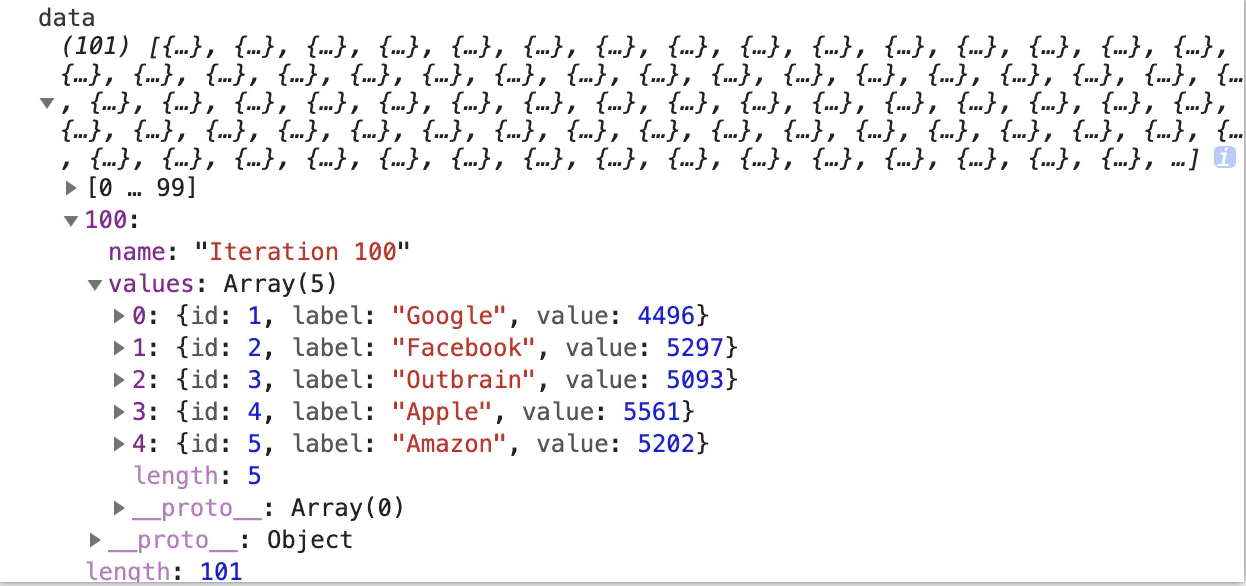 data
(101) [{…}, {…}, {…}, {…}, {…}, {…}, {…}, {…}, {…}, {…}, {…}, {…}, {…}, {…}, {…},
{…}, {…}, {…}, {…}, {…}, {…}, {…}, {…}, {…}, {…}, {…}, {…}, {…}, {…}, {…}, {…}, {…
, {…}, {…}, {…}, {…}, {…}, {…}, {…}, {…}, {…}, {…}, {…}, {…}, {…}, {…}, {…}, {…},
{…}, {…}, {…}, {…}, {…}, {…}, {…}, {…}, {…}, {…}, {…}, {…}, {…}, {…}, {…}, {…}, {…
, {…}, {…}, {…}, {…}, {…}, {…}, {…}, {…}, {…}, {…}, {…}, {…}, {…}, {…}, {…}, …] i
[0 … 99]
100:
name: "Iteration 100"
values: Array(5)
0: {id: 1, label: "Google", value: 4496}
1: {id: 2, label: "Facebook", value: 5297}
2: {id: 3, label: "Outbrain", value: 5093}
3: {id: 4, label: "Apple", value: 5561}
4: {id: 5, label: "Amazon", value: 5202}
length: 5
__proto__: Array(0)
__proto__: Object
length: 101